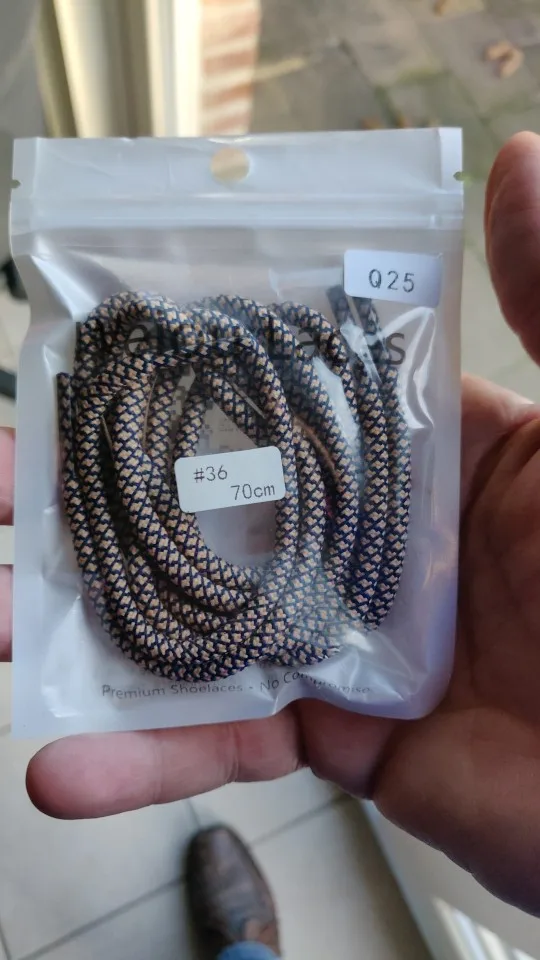 Q25
#36
70cm
Premium Shoelaces - No Compromise